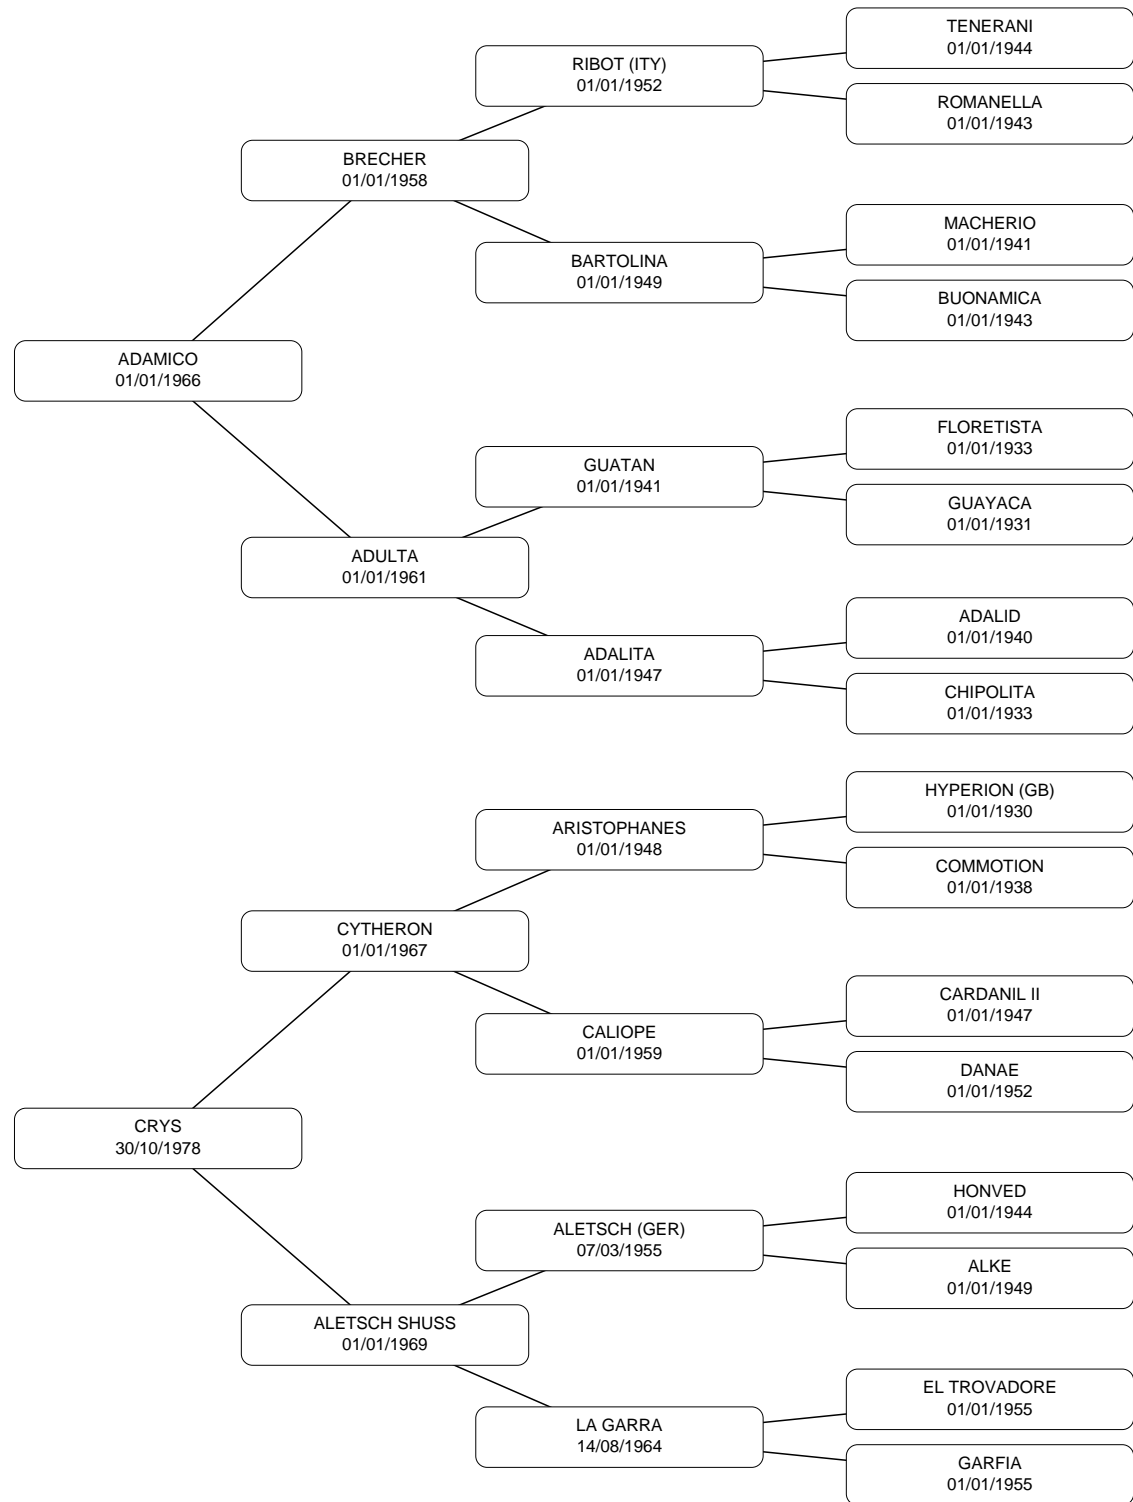 TENERANI
01/01/1944
RIBOT (ITY)
01/01/1952
ROMANELLA
01/01/1943
BRECHER
01/01/1958
MACHERIO
01/01/1941
BARTOLINA
01/01/1949
BUONAMICA
01/01/1943
ADAMICO
01/01/1966
FLORETISTA
01/01/1933
GUATAN
01/01/1941
GUAYACA
01/01/1931
ADULTA
01/01/1961
ADALID
01/01/1940
ADALITA
01/01/1947
CHIPOLITA
01/01/1933
HYPERION (GB)
01/01/1930
ARISTOPHANES
01/01/1948
COMMOTION
01/01/1938
CYTHERON
01/01/1967
CARDANIL II
01/01/1947
CALIOPE
01/01/1959
DANAE
01/01/1952
CRYS
30/10/1978
HONVED
01/01/1944
ALETSCH (GER)
07/03/1955
ALKE
01/01/1949
ALETSCH SHUSS
01/01/1969
EL TROVADORE
01/01/1955
LA GARRA
14/08/1964
GARFIA
01/01/1955